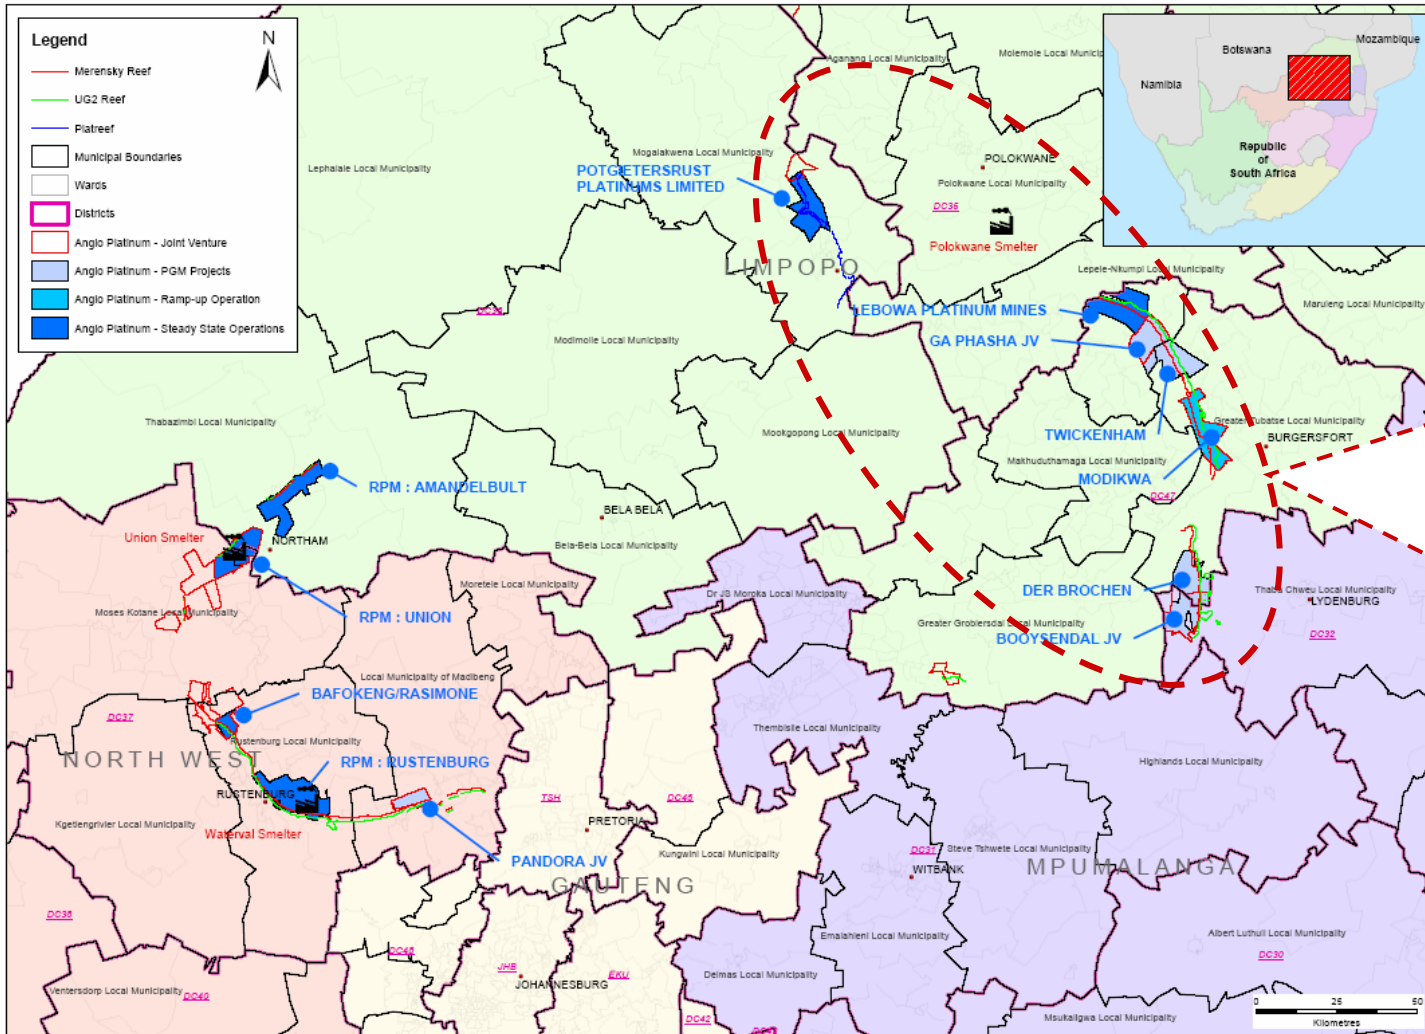 Legend
N
Merensky Reef
UG2 Reef
Platreef
Municipal Boundaries
Wards
Districts
Anglo Platinum - Joint Venture
Anglo Platinum - PGM Projects
Anglo Platinum - Ramp-up Operation
Anglo Platinum - Steady State Operations
Botswana
Mozambique
Namibia
Republic
of
South Africa
Aganang Local Municipality
Molemole Local Municip
Lephalale Local Municipality
Mogalakwena Local Municipality
POTGIETERSRUST
PLATINUMS LIMITED
POLOKWANE
Polokwane Local Municipality
DC35
Polokwane Smelter
LIMPOPO
Lepele-Nkumpi Local Municipality
Maruleng Local Municipality
LEBOWA PLATINUM MINES
GA PHASHA JV
Modimolle Local Municipality
Thabazimbi Local Municipality
Mookgopong Local Municipality
TWICKENHAM
Greater Tubatse Local Municipality
BURGERSFORT
Makhuduthamaga Local Municipality
MODIKWA
DC47
RPM : AMANDELBULT
BELA BELA
Bela-Bela Local Municipality
Union Smelter
NORTHAM
Moretele Local Municipality
Moses Kotane Local Municipality
RPM : UNION
Dr JS Moroka Local Municipality
DER BROCHEN
Thaba Chweu Local Municipality
LYDENBURG
Greater Groblersdal Local Municipality
BOOYSENDAL JV
DC32
Local Municipality of Madibeng
BAFOKENG/RASIMONE
DC37
Rustenburg Local Municipality
NORTH WEST
RPM : RUSTENBURG
Thembisile Local Municipality
Highlands Local Municipality
RUSTENBURG
TSH
DC46
Kgetlengrivier Local Municipality
Waterval Smelter
PRETORIA
PANDORA JV
Kungwini Local Municipality
DC31
Steve Tshwete Local Municipality
WITBANK
MPUMALANGA
GAUTENG
DC38
DC48
Emalahleni Local Municipality
Albert Luthuli Local Municipality
DC30
JHB
EKU
JOHANNESBURG
Delmas Local Municipality
Ventersdorp Local Municipality
DC40
DC42
Msukaligwa Local Municipality
0 25 50
Kilometres